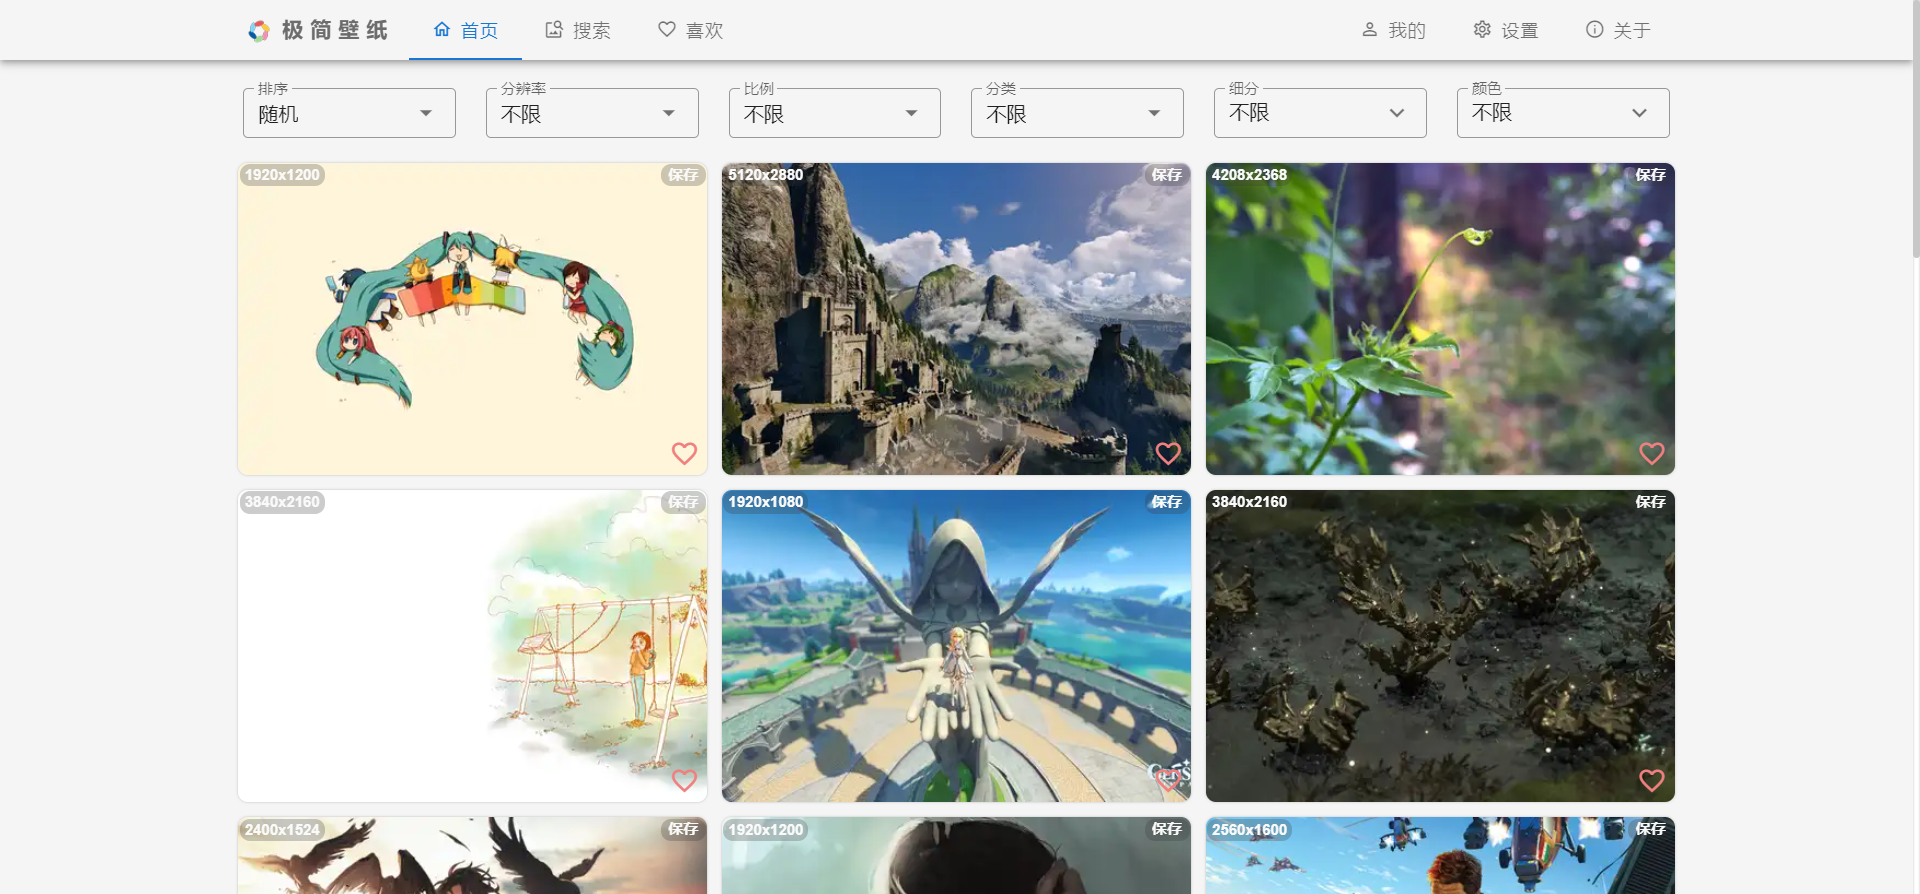 极简壁纸 首页 搜索 喜欢 我的 设置 关于
排序 分辨率 比例 分类 细分 颜色
随机 不限 不限 不限 不限 不限
1920x1200 保存 5120x2880 保存 4208x2368 保存
3840x2160 保存 1920x1080 保存 3840x2160 保存
2400x1524 保存 1920x1200 保存 2560x1600 保存